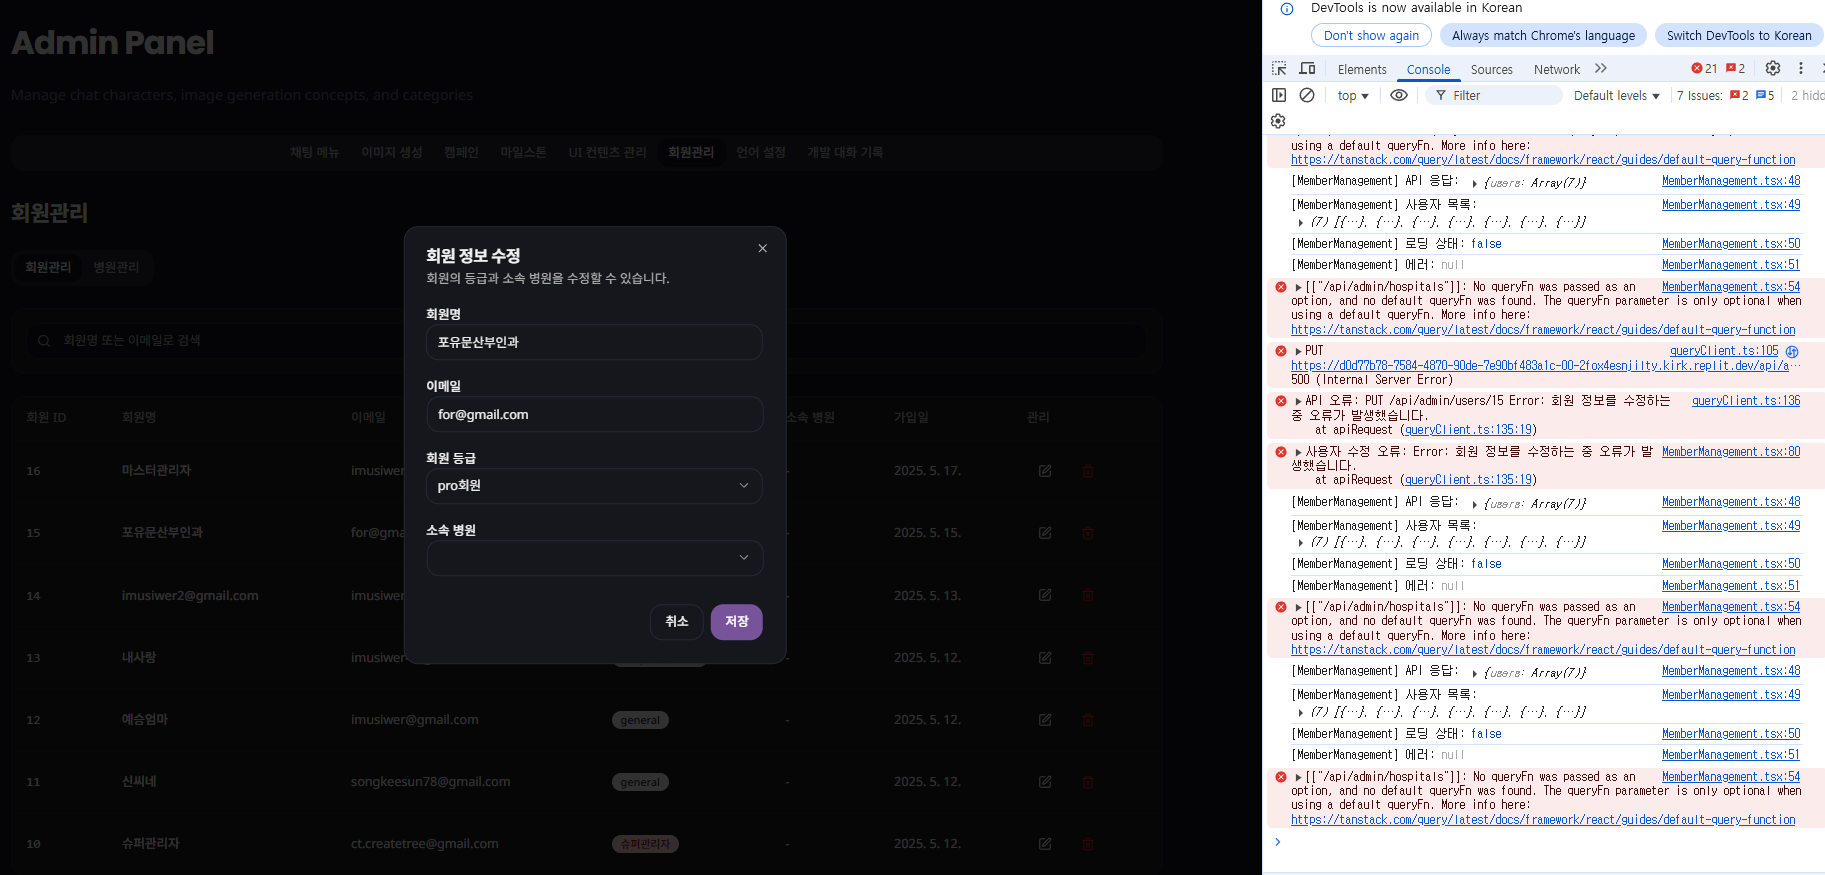 Admin Panel
Manage chat characters, image generation concepts, and categories
채팅 메뉴 이미지 생성 캠페인 마일스톤 UI 컨텐츠 관리 회원관리 언어 설정 개발 대화 기록
회원관리
회원관리 병원관리
회원명 또는 이메일로 검색
회원 ID 회원명 이메일 소속 병원 가입일 관리
16 마스터관리자 imusiwer - 2025. 5. 17.
15 포유문산부인과 for@gma - 2025. 5. 15.
14 imusiwer2@gmail.com imusiwer - 2025. 5. 13.
13 내사랑 imusiwer - 2025. 5. 12.
12 예승엄마 imusiwer@gmail.com general - 2025. 5. 12.
11 신씨네 songkeesun78@gmail.com general - 2025. 5. 12.
10 슈퍼관리자 ct.createtree@gmail.com 슈퍼관리자 - 2025. 5. 12.
회원 정보 수정
회원의 등급과 소속 병원을 수정할 수 있습니다.
회원명
포유문산부인과
이메일
for@gmail.com
회원 등급
pro회원
소속 병원
취소 저장
DevTools is now available in Korean
Don't show again Always match Chrome's language Switch DevTools to Korean
Elements Console Sources Network 21 2
top Filter Default levels 7 Issues: 2 5 2 hidd
using a default queryFn. More info here:
https://tanstack.com/query/latest/docs/framework/react/guides/default-query-function
[MemberManagement] API 응답: ▶ {users: Array(7)} MemberManagement.tsx:48
[MemberManagement] 사용자 목록: MemberManagement.tsx:49
▶ (7) [{…}, {…}, {…}, {…}, {…}, {…}, {…}]
[MemberManagement] 로딩 상태: false MemberManagement.tsx:50
[MemberManagement] 에러: null MemberManagement.tsx:51
▶[["/api/admin/hospitals"]]: No queryFn was passed as an MemberManagement.tsx:54
option, and no default queryFn was found. The queryFn parameter is only optional when
using a default queryFn. More info here:
https://tanstack.com/query/latest/docs/framework/react/guides/default-query-function
▶PUT queryClient.ts:105
https://d0d77b78-7584-4870-90de-7e90bf483a1c-00-2fox4esnjilty.kirk.replit.dev/api/a…
500 (Internal Server Error)
▶API 오류: PUT /api/admin/users/15 Error: 회원 정보를 수정하는 queryClient.ts:136
중 오류가 발생했습니다.
at apiRequest (queryClient.ts:135:19)
▶사용자 수정 오류: Error: 회원 정보를 수정하는 중 오류가 발 MemberManagement.tsx:80
생했습니다.
at apiRequest (queryClient.ts:135:19)
[MemberManagement] API 응답: ▶ {users: Array(7)} MemberManagement.tsx:48
[MemberManagement] 사용자 목록: MemberManagement.tsx:49
▶ (7) [{…}, {…}, {…}, {…}, {…}, {…}, {…}]
[MemberManagement] 로딩 상태: false MemberManagement.tsx:50
[MemberManagement] 에러: null MemberManagement.tsx:51
▶[["/api/admin/hospitals"]]: No queryFn was passed as an MemberManagement.tsx:54
option, and no default queryFn was found. The queryFn parameter is only optional when
using a default queryFn. More info here:
https://tanstack.com/query/latest/docs/framework/react/guides/default-query-function
[MemberManagement] API 응답: ▶ {users: Array(7)} MemberManagement.tsx:48
[MemberManagement] 사용자 목록: MemberManagement.tsx:49
▶ (7) [{…}, {…}, {…}, {…}, {…}, {…}, {…}]
[MemberManagement] 로딩 상태: false MemberManagement.tsx:50
[MemberManagement] 에러: null MemberManagement.tsx:51
▶[["/api/admin/hospitals"]]: No queryFn was passed as an MemberManagement.tsx:54
option, and no default queryFn was found. The queryFn parameter is only optional when
using a default queryFn. More info here:
https://tanstack.com/query/latest/docs/framework/react/guides/default-query-function